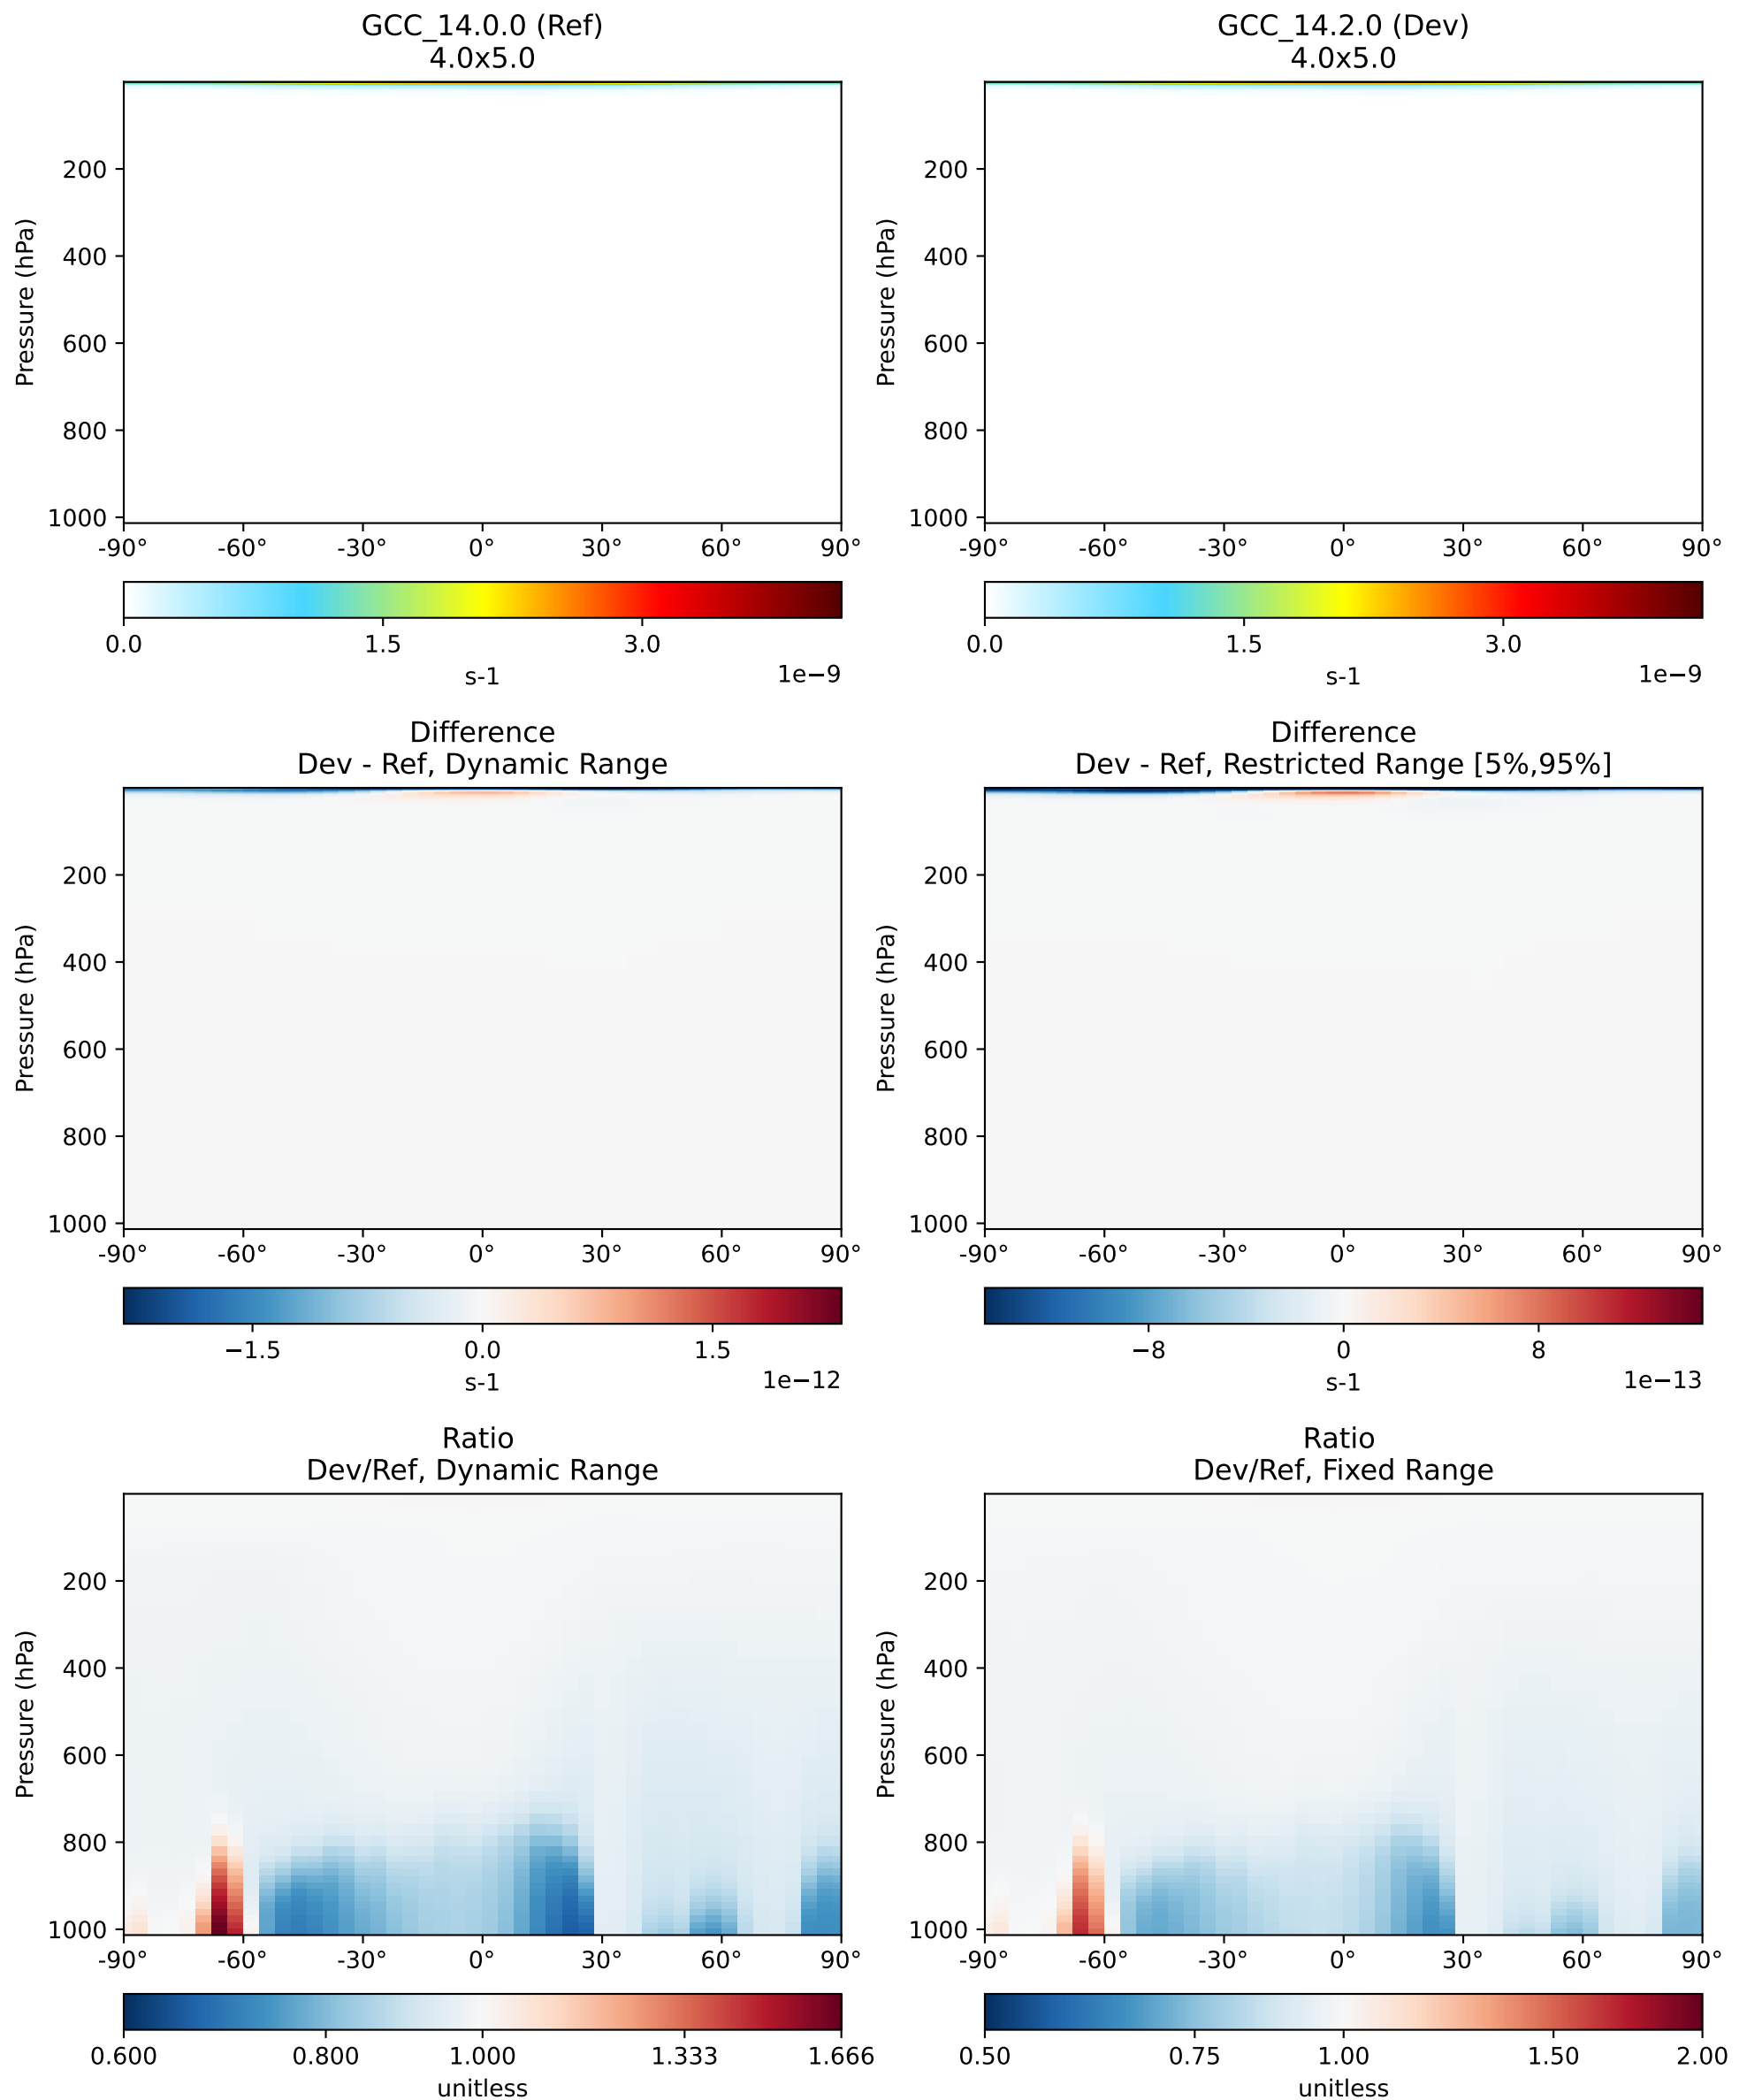 GCC_14.0.0 (Ref)
4.0x5.0
Pressure (hPa)
200
400
600
800
1000
-90° -60° -30° 0° 30° 60° 90°
0.0 1.5 3.0
s-1
1e−9
GCC_14.2.0 (Dev)
4.0x5.0
Pressure (hPa)
200
400
600
800
1000
-90° -60° -30° 0° 30° 60° 90°
0.0 1.5 3.0
s-1
1e−9
Difference
Dev - Ref, Dynamic Range
Pressure (hPa)
200
400
600
800
1000
-90° -60° -30° 0° 30° 60° 90°
−1.5 0.0 1.5
s-1
1e−12
Difference
Dev - Ref, Restricted Range [5%,95%]
Pressure (hPa)
200
400
600
800
1000
-90° -60° -30° 0° 30° 60° 90°
−8 0 8
s-1
1e−13
Ratio
Dev/Ref, Dynamic Range
Pressure (hPa)
200
400
600
800
1000
-90° -60° -30° 0° 30° 60° 90°
0.600 0.800 1.000 1.333 1.666
unitless
Ratio
Dev/Ref, Fixed Range
Pressure (hPa)
200
400
600
800
1000
-90° -60° -30° 0° 30° 60° 90°
0.50 0.75 1.00 1.50 2.00
unitless